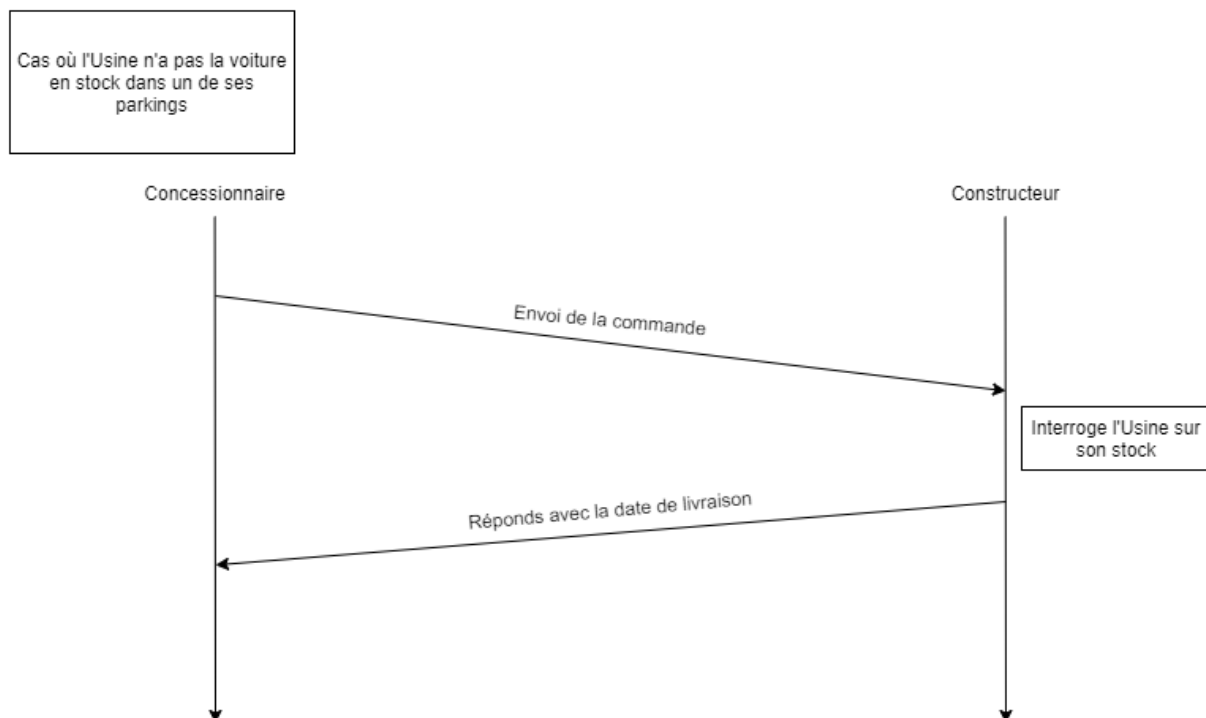 Cas où l'Usine n'a pas la voiture
en stock dans un de ses
parkings
Concessionnaire
Constructeur
Envoi de la commande
Interroge l'Usine sur
son stock
Réponds avec la date de livraison